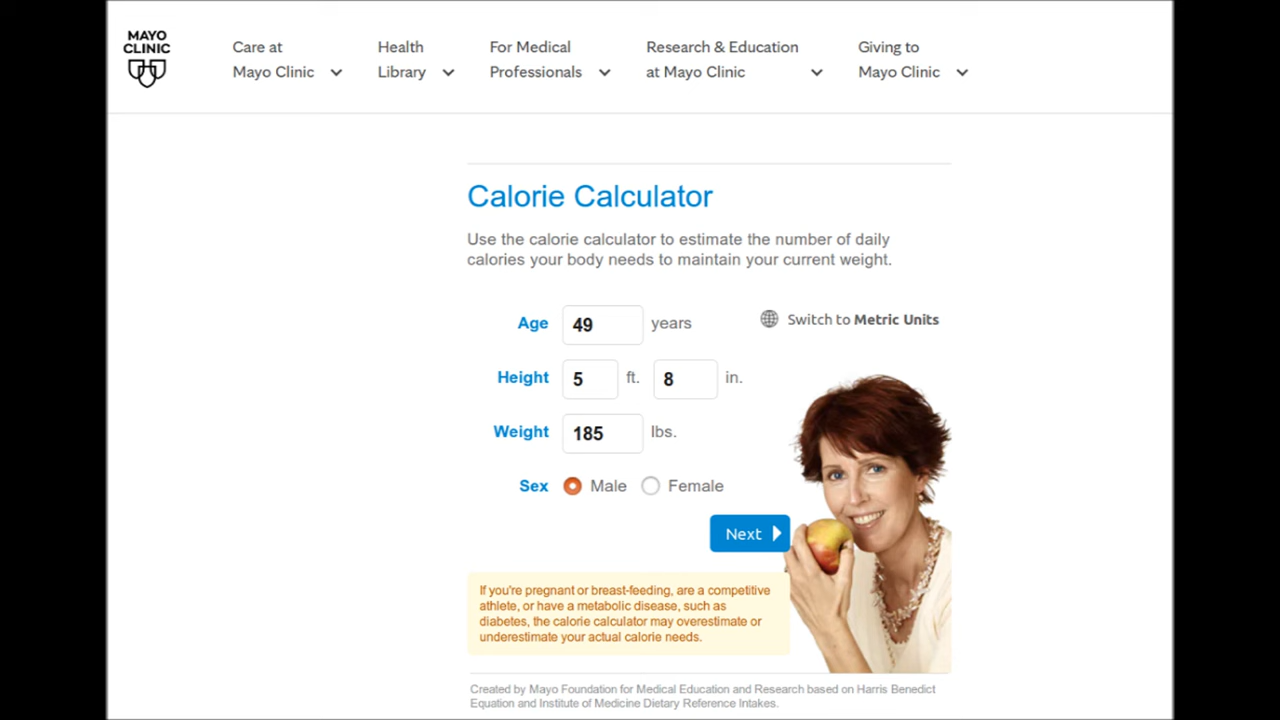 MAYO
CLINIC
Care at
Mayo Clinic
Health
Library
For Medical
Professionals
Research & Education
at Mayo Clinic
Giving to
Mayo Clinic
Calorie Calculator
Use the calorie calculator to estimate the number of daily
calories your body needs to maintain your current weight.
Age 49 years
Switch to Metric Units
Height 5 ft. 8 in.
Weight 185 lbs.
Sex Male Female
Next
If you're pregnant or breast-feeding, are a competitive
athlete, or have a metabolic disease, such as
diabetes, the calorie calculator may overestimate or
underestimate your actual calorie needs.
Created by Mayo Foundation for Medical Education and Research based on Harris Benedict
Equation and Institute of Medicine Dietary Reference Intakes.